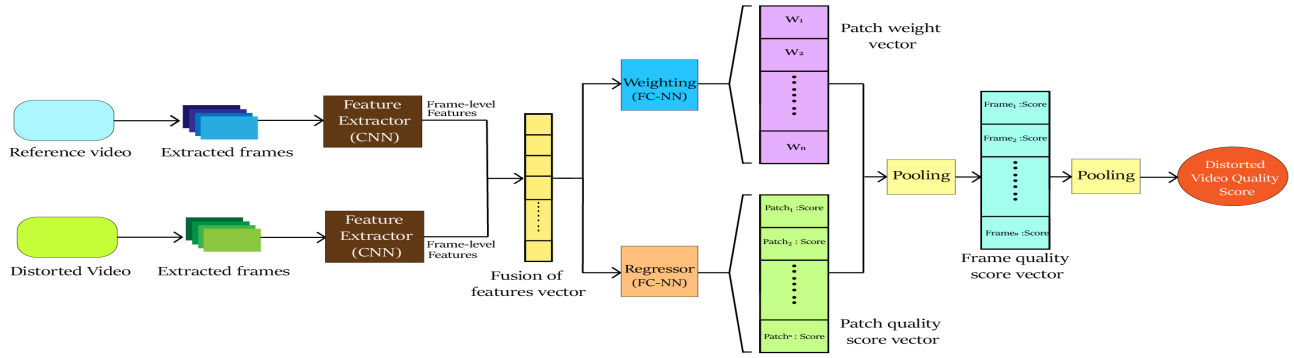 Reference video
Extracted frames
Feature
Extractor
(CNN)
Frame-level
Features
Distorted Video
Extracted frames
Feature
Extractor
(CNN)
Frame-level
Features
Fusion of
features vector
Weighting
(FC-NN)
W₁
W₂
Wₙ
Patch weight
vector
Regressor
(FC-NN)
Patch₁ :Score
Patch₂ : Score
Patchⁿ : Score
Patch quality
score vector
Pooling
Frame₁ :Score
Frame₂ :Score
Frameₙ :Score
Frame quality
score vector
Pooling
Distorted
Video Quality
Score